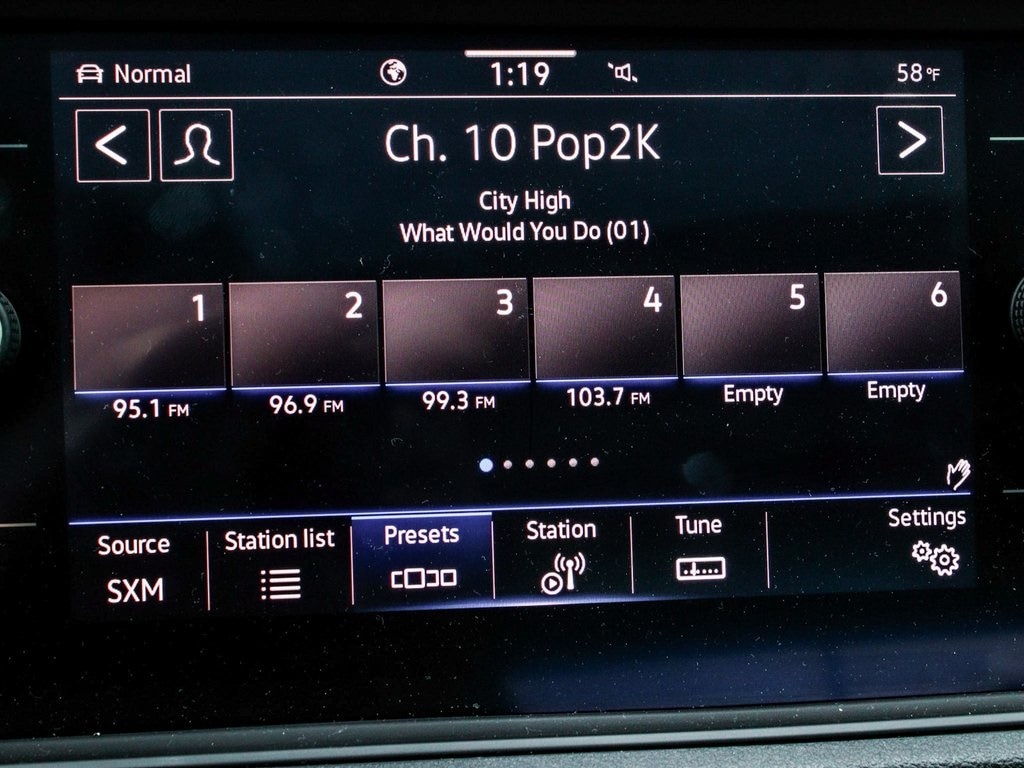 Normal 1:19 58 °F
Ch. 10 Pop2K
City High
What Would You Do (01)
1 2 3 4 5 6
95.1 FM 96.9 FM 99.3 FM 103.7 FM Empty Empty
Source Station list Presets Station Tune Settings
SXM